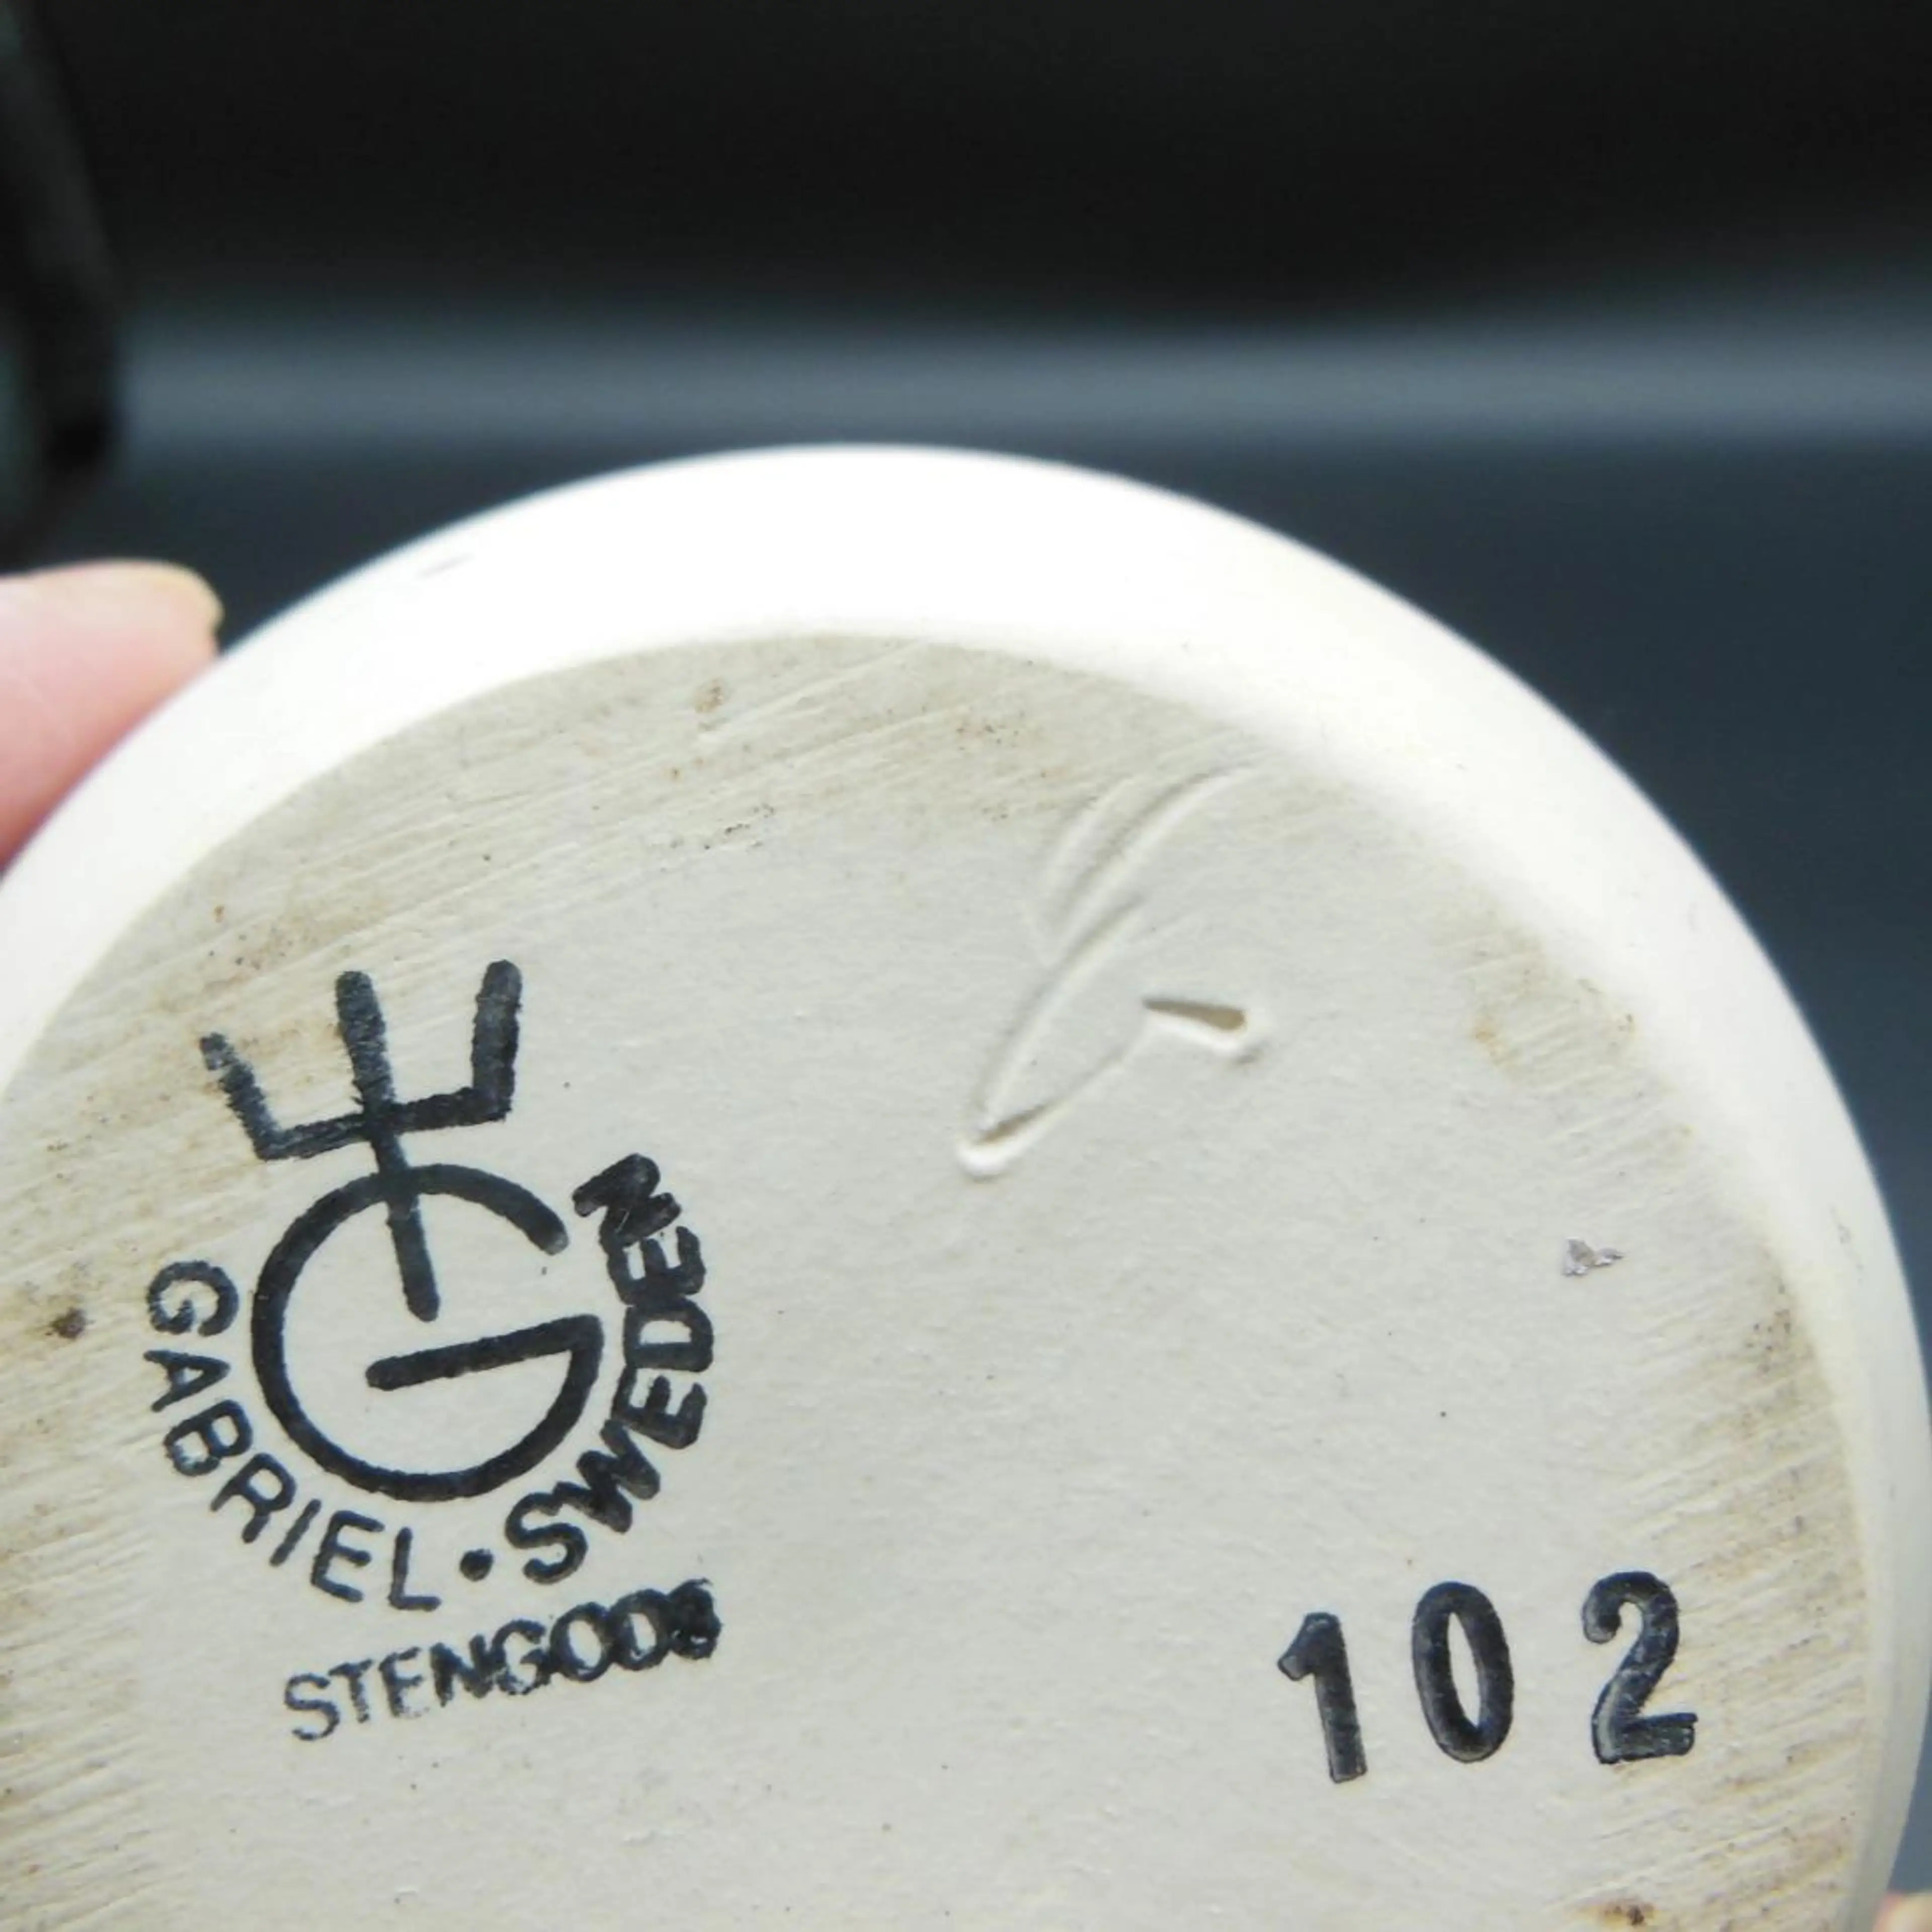 G
GABRIEL·SWEDEN
STENGODS
102